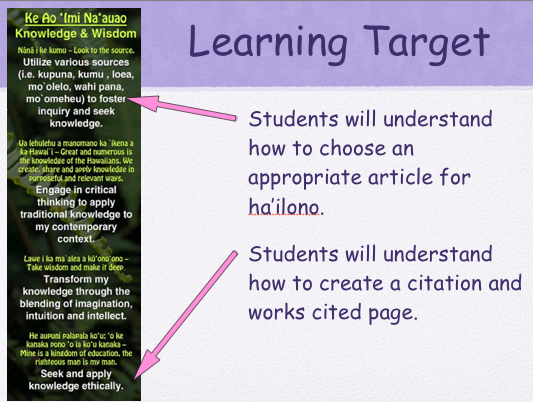 Ke Ao ʻImi Naʻauao
Knowledge & Wisdom
Nānā i ke kumu – Look to the source.
Utilize various sources
(i.e. kupuna, kumu , loea,
mo`olelo, wahi pana,
mo`omeheu) to foster
inquiry and seek
knowledge.
Ua lehulehu a manomano ka `ikena a
ka Hawai`i – Great and numerous is
the knowledge of the Hawaiians. We
create, share and apply knowledge in
purposeful and relevant ways.
Engage in critical
thinking to apply
traditional knowledge to
my contemporary
context.
Lawe i ka ma`alea a kū`ono`ono –
Take wisdom and make it deep.
Transform my
knowledge through the
blending of imagination,
intuition and intellect.
He aupuni palapala ko`u; `o ke
kanaka pono `o ia ko`u kanaka –
Mine is a kingdom of education, the
righteous man is my man.
Seek and apply
knowledge ethically.
Learning Target
Students will understand
how to choose an
appropriate article for
ha’ilono.
Students will understand
how to create a citation and
works cited page.